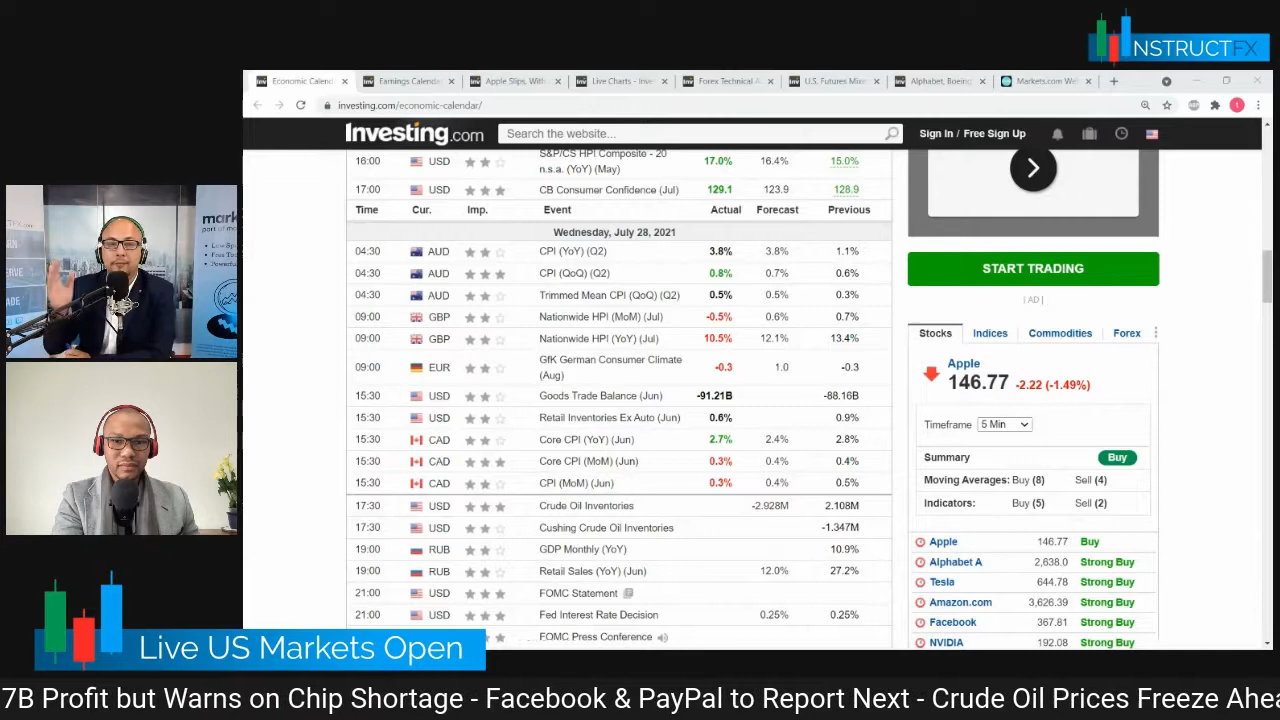 NSTRUCTFX
Economic Calend
Earnings Calenda
Apple Slips, With
Live Charts - Inve
Forex Technical A
U.S. Futures Mixe
Alphabet, Boeing
Markets.com We
investing.com/economic-calendar/
Investing.com
Search the website...
Sign In / Free Sign Up
16:00 USD S&P/CS HPI Composite - 20 n.s.a. (YoY) (May) 17.0% 16.4% 15.0%
17:00 USD CB Consumer Confidence (Jul) 129.1 123.9 128.9
Time Cur. Imp. Event Actual Forecast Previous
Wednesday, July 28, 2021
04:30 AUD CPI (YoY) (Q2) 3.8% 3.8% 1.1%
04:30 AUD CPI (QoQ) (Q2) 0.8% 0.7% 0.6%
04:30 AUD Trimmed Mean CPI (QoQ) (Q2) 0.5% 0.5% 0.3%
09:00 GBP Nationwide HPI (MoM) (Jul) -0.5% 0.6% 0.7%
09:00 GBP Nationwide HPI (YoY) (Jul) 10.5% 12.1% 13.4%
09:00 EUR GfK German Consumer Climate (Aug) -0.3 1.0 -0.3
15:30 USD Goods Trade Balance (Jun) -91.21B -88.16B
15:30 USD Retail Inventories Ex Auto (Jun) 0.6% 0.9%
15:30 CAD Core CPI (YoY) (Jun) 2.7% 2.4% 2.8%
15:30 CAD Core CPI (MoM) (Jun) 0.3% 0.4% 0.4%
15:30 CAD CPI (MoM) (Jun) 0.3% 0.4% 0.5%
17:30 USD Crude Oil Inventories -2.928M 2.108M
17:30 USD Cushing Crude Oil Inventories -1.347M
19:00 RUB GDP Monthly (YoY) 10.9%
19:00 RUB Retail Sales (YoY) (Jun) 12.0% 27.2%
21:00 USD FOMC Statement
21:00 USD Fed Interest Rate Decision 0.25% 0.25%
FOMC Press Conference
START TRADING
| AD |
Stocks Indices Commodities Forex
Apple
146.77 -2.22 (-1.49%)
Timeframe 5 Min
Summary Buy
Moving Averages: Buy (8) Sell (4)
Indicators: Buy (5) Sell (2)
Apple 146.77 Buy
Alphabet A 2,638.0 Strong Buy
Tesla 644.78 Strong Buy
Amazon.com 3,626.39 Strong Buy
Facebook 367.81 Strong Buy
NVIDIA 192.08 Strong Buy
Live US Markets Open
7B Profit but Warns on Chip Shortage - Facebook & PayPal to Report Next - Crude Oil Prices Freeze Ahea